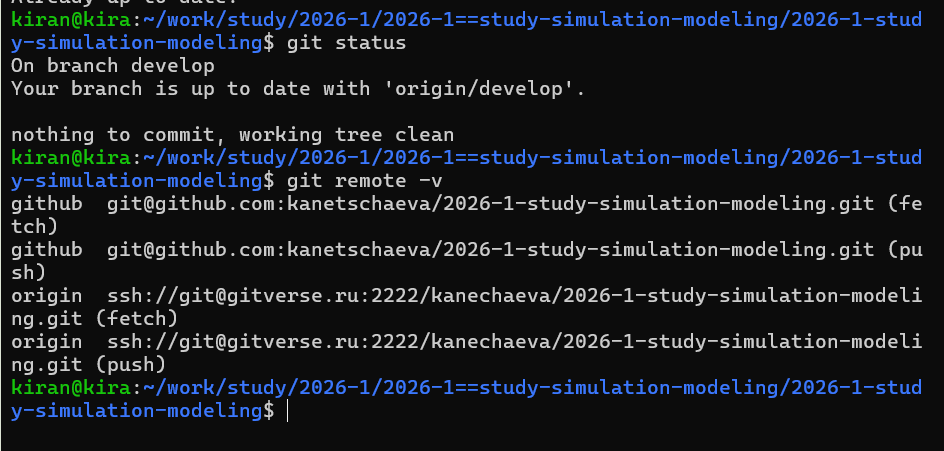 Already up to date.
kiran@kira:~/work/study/2026-1/2026-1==study-simulation-modeling/2026-1-stud
y-simulation-modeling$ git status
On branch develop
Your branch is up to date with 'origin/develop'.
nothing to commit, working tree clean
kiran@kira:~/work/study/2026-1/2026-1==study-simulation-modeling/2026-1-stud
y-simulation-modeling$ git remote -v
github  git@github.com:kanetschaeva/2026-1-study-simulation-modeling.git (fe
tch)
github  git@github.com:kanetschaeva/2026-1-study-simulation-modeling.git (pu
sh)
origin  ssh://git@gitverse.ru:2222/kanechaeva/2026-1-study-simulation-modeli
ng.git (fetch)
origin  ssh://git@gitverse.ru:2222/kanechaeva/2026-1-study-simulation-modeli
ng.git (push)
kiran@kira:~/work/study/2026-1/2026-1==study-simulation-modeling/2026-1-stud
y-simulation-modeling$